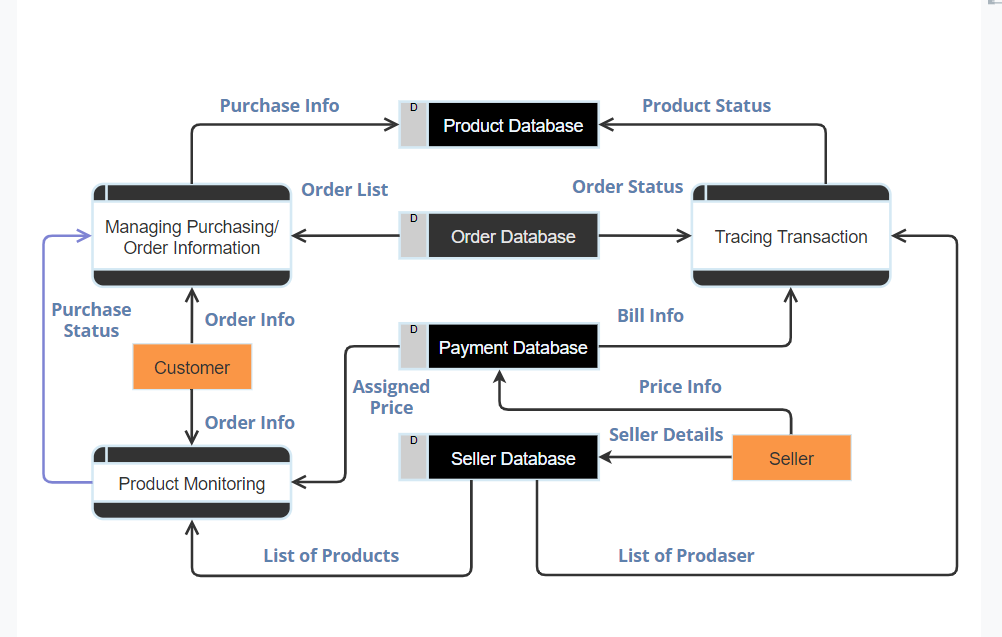 Purchase Info
Product Status
D
Product Database
Order List
Order Status
Managing Purchasing/
Order Information
D
Order Database
Tracing Transaction
Purchase
Status
Order Info
Bill Info
D
Payment Database
Customer
Assigned
Price
Price Info
Order Info
Seller Details
D
Seller Database
Seller
Product Monitoring
List of Products
List of Prodaser